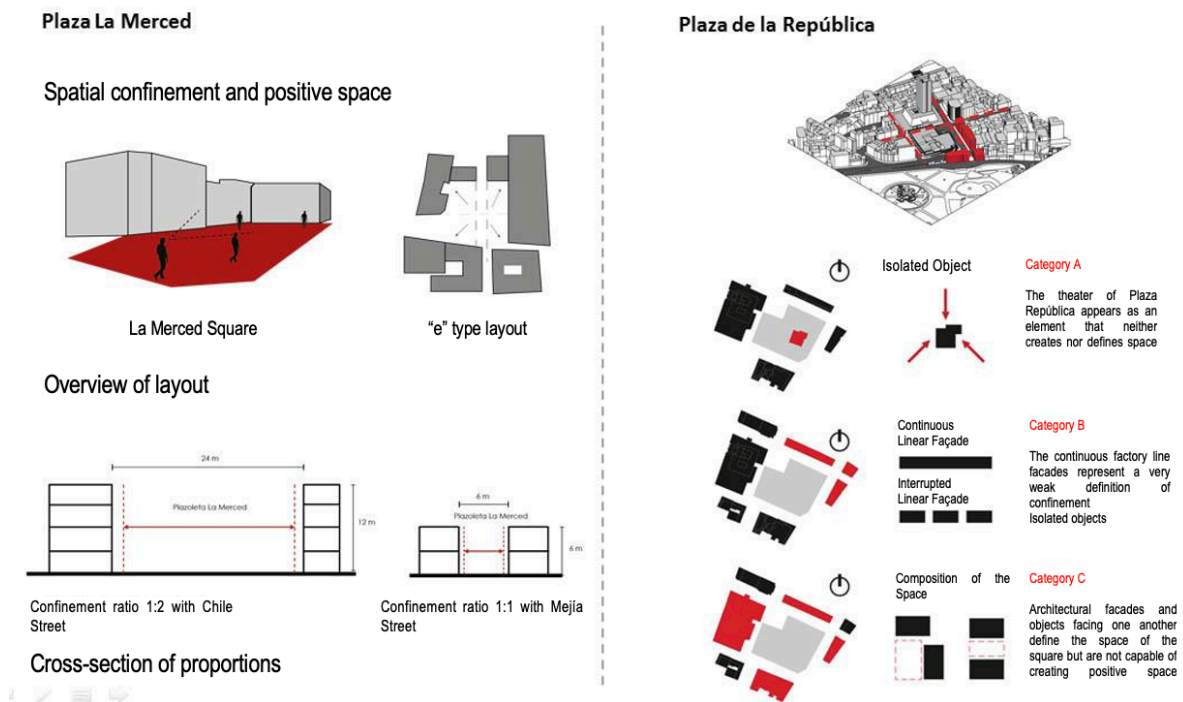 Plaza La Merced
Spatial confinement and positive space
La Merced Square
“e” type layout
Overview of layout
24 m
Plazoleta La Merced
12 m
6 m
Plazoleta La Merced
6 m
Confinement ratio 1:2 with Chile
Street
Confinement ratio 1:1 with Mejía
Street
Cross-section of proportions
Plaza de la República
Isolated Object
Category A
The theater of Plaza
República appears as an
element that neither
creates nor defines space
Continuous
Linear Façade
Interrupted
Linear Façade
Category B
The continuous factory line
facades represent a very
weak definition of
confinement
Isolated objects
Composition of the
Space
Category C
Architectural facades and
objects facing one another
define the space of the
square but are not capable of
creating positive space